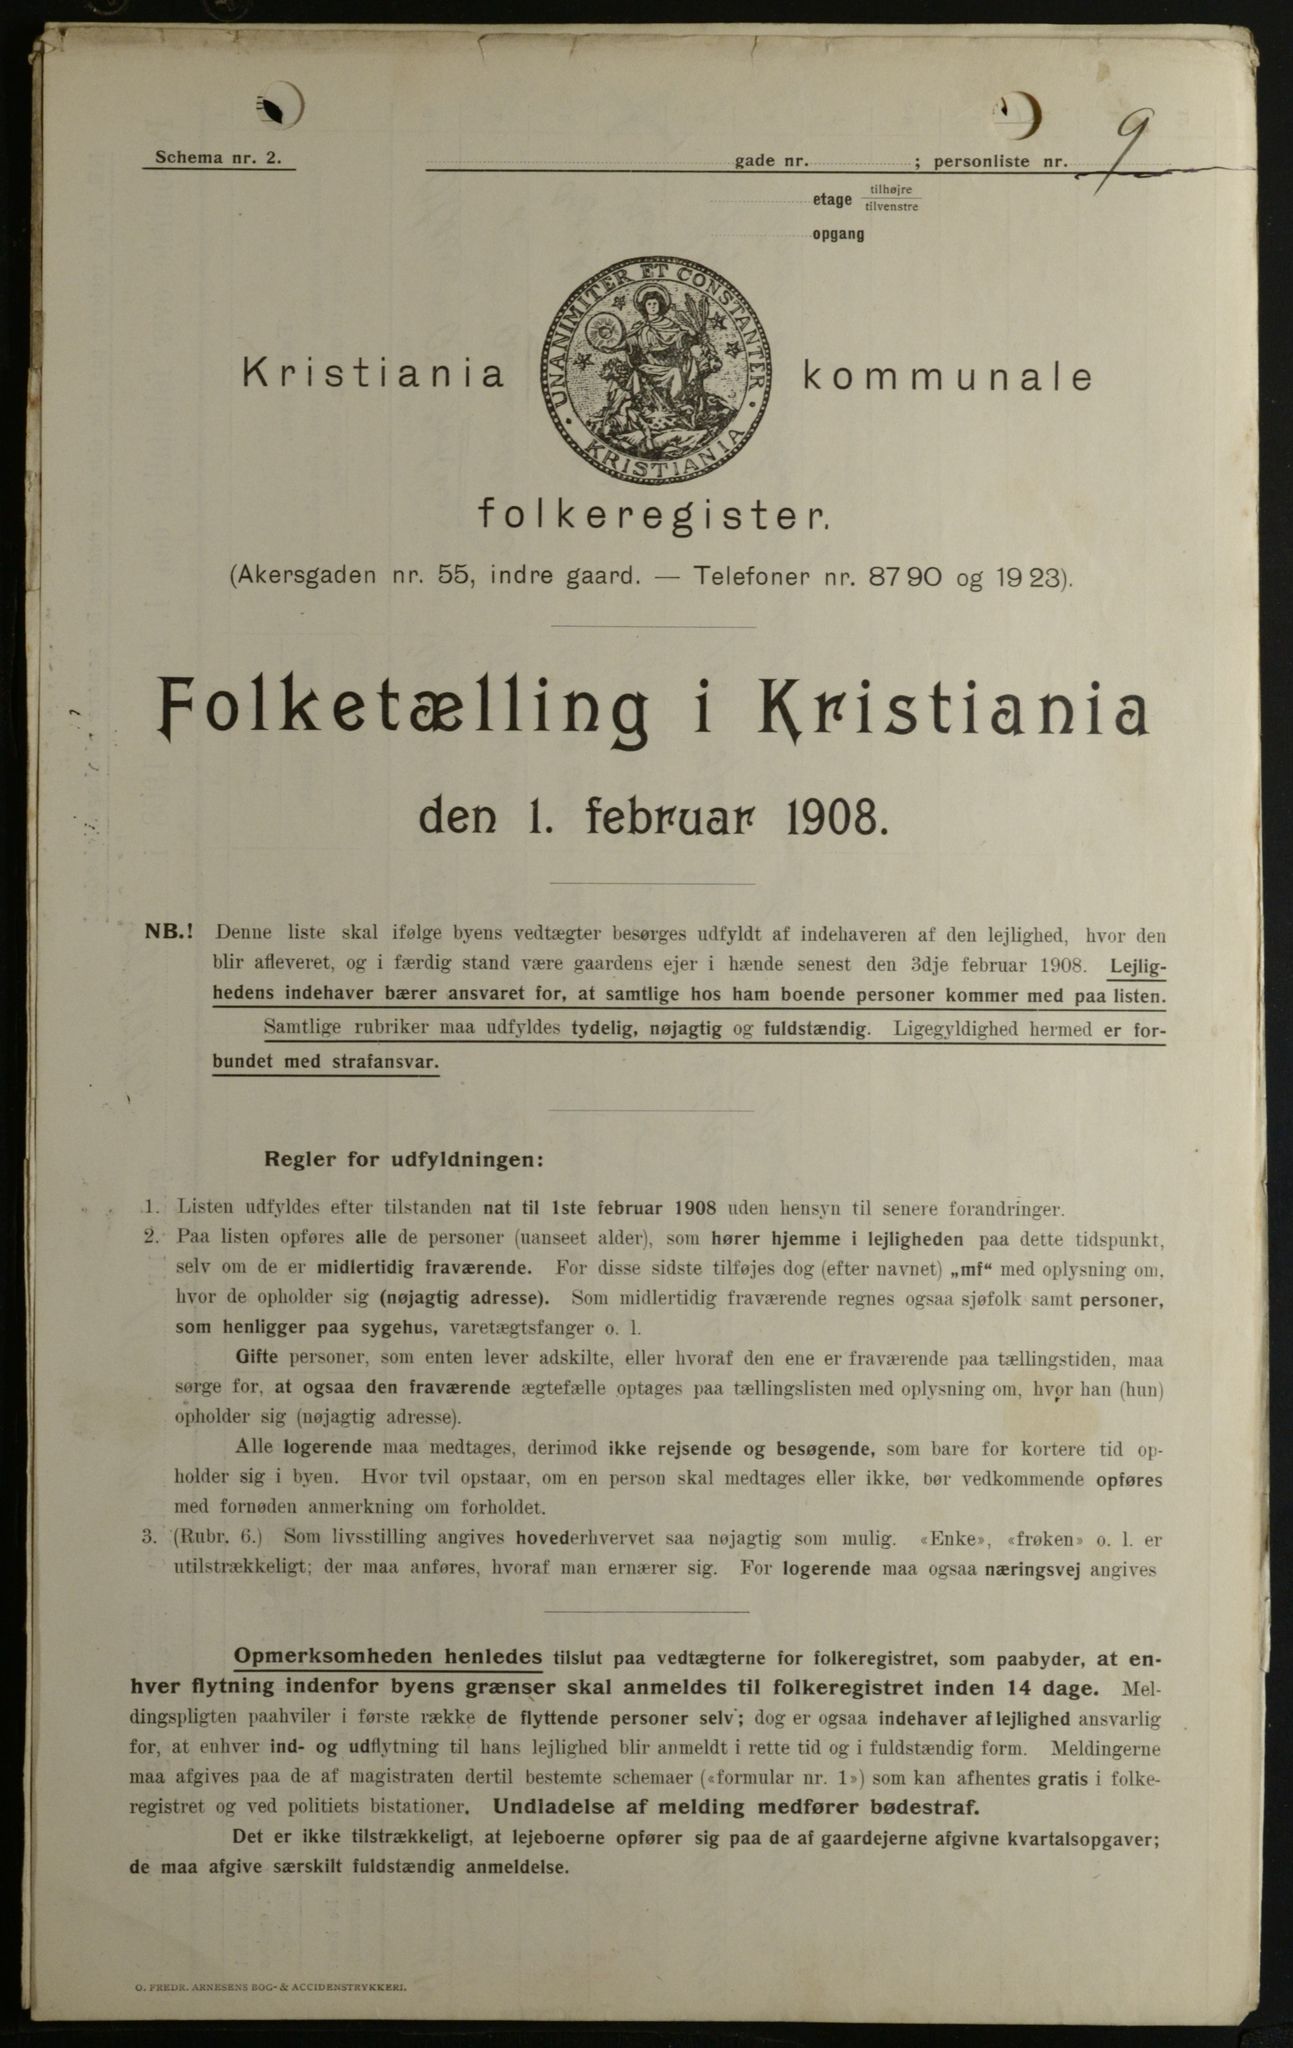 Schema nr. 2.
gade nr. ; personliste nr. 9
etage tilhøjre
tilvenstre
opgang
UNANIMITER ET CONSTANTER
KRISTIANIA
Kristiania kommunale
folkeregister.
(Akersgaden nr. 55, indre gaard. — Telefoner nr. 8790 og 1923).
Folketælling i Kristiania
den 1. februar 1908.
NB.! Denne liste skal ifølge byens vedtægter besørges udfyldt af indehaveren af den lejlighed, hvor den
blir afleveret, og i færdig stand være gaardens ejer i hænde senest den 3dje februar 1908. Lejlig-
hedens indehaver bærer ansvaret for, at samtlige hos ham boende personer kommer med paa listen.
Samtlige rubriker maa udfyldes tydelig, nøjagtig og fuldstændig. Ligegyldighed hermed er for-
bundet med strafansvar.
Regler for udfyldningen:
1. Listen udfyldes efter tilstanden nat til 1ste februar 1908 uden hensyn til senere forandringer.
2. Paa listen opføres alle de personer (uanseet alder), som hører hjemme i lejligheden paa dette tidspunkt,
selv om de er midlertidig fraværende. For disse sidste tilføjes dog (efter navnet) „mf“ med oplysning om,
hvor de opholder sig (nøjagtig adresse). Som midlertidig fraværende regnes ogsaa sjøfolk samt personer,
som henligger paa sygehus, varetægtsfanger o. l.
Gifte personer, som enten lever adskilte, eller hvoraf den ene er fraværende paa tællingstiden, maa
sørge for, at ogsaa den fraværende ægtefælle optages paa tællingslisten med oplysning om, hvor han (hun)
opholder sig (nøjagtig adresse).
Alle logerende maa medtages, derimod ikke rejsende og besøgende, som bare for kortere tid op-
holder sig i byen. Hvor tvil opstaar, om en person skal medtages eller ikke, bør vedkommende opføres
med fornøden anmerkning om forholdet.
3. (Rubr. 6.) Som livsstilling angives hovederhvervet saa nøjagtig som mulig. «Enke», «frøken» o. l. er
utilstrækkeligt; der maa anføres, hvoraf man ernærer sig. For logerende maa ogsaa næringsvej angives
Opmerksomheden henledes tilslut paa vedtægterne for folkeregistret, som paabyder, at en-
hver flytning indenfor byens grænser skal anmeldes til folkeregistret inden 14 dage. Mel-
dingspligten paahviler i første række de flyttende personer selv; dog er ogsaa indehaver af lejlighed ansvarlig
for, at enhver ind- og udflytning til hans lejlighed blir anmeldt i rette tid og i fuldstændig form. Meldingerne
maa afgives paa de af magistraten dertil bestemte schemaer («formular nr. 1») som kan afhentes gratis i folke-
registret og ved politiets bistationer. Undladelse af melding medfører bødestraf.
Det er ikke tilstrækkeligt, at lejeboerne opfører sig paa de af gaardejerne afgivne kvartalsopgaver;
de maa afgive særskilt fuldstændig anmeldelse.
O. FREDR. ARNESENS BOG- & ACCIDENSTRYKKERI.